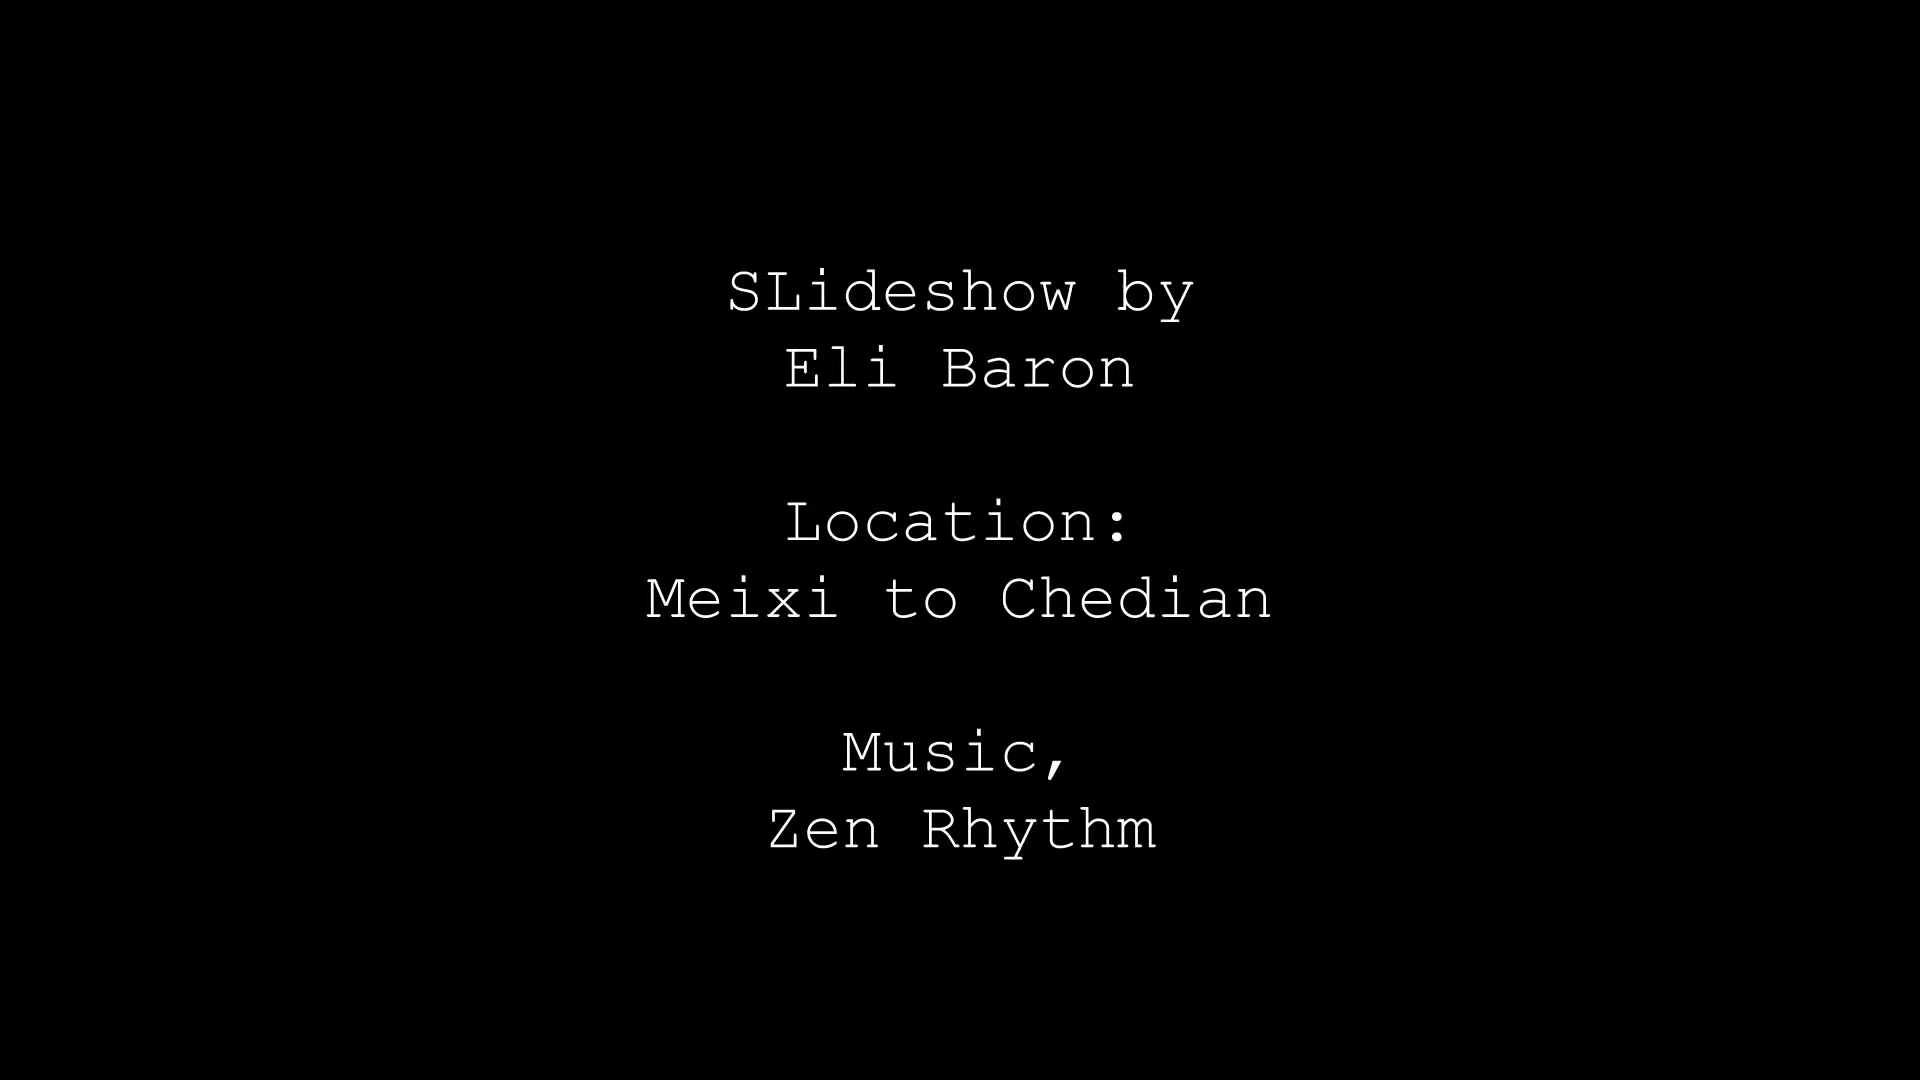 SLideshow by
Eli Baron
Location:
Meixi to Chedian
Music,
Zen Rhythm